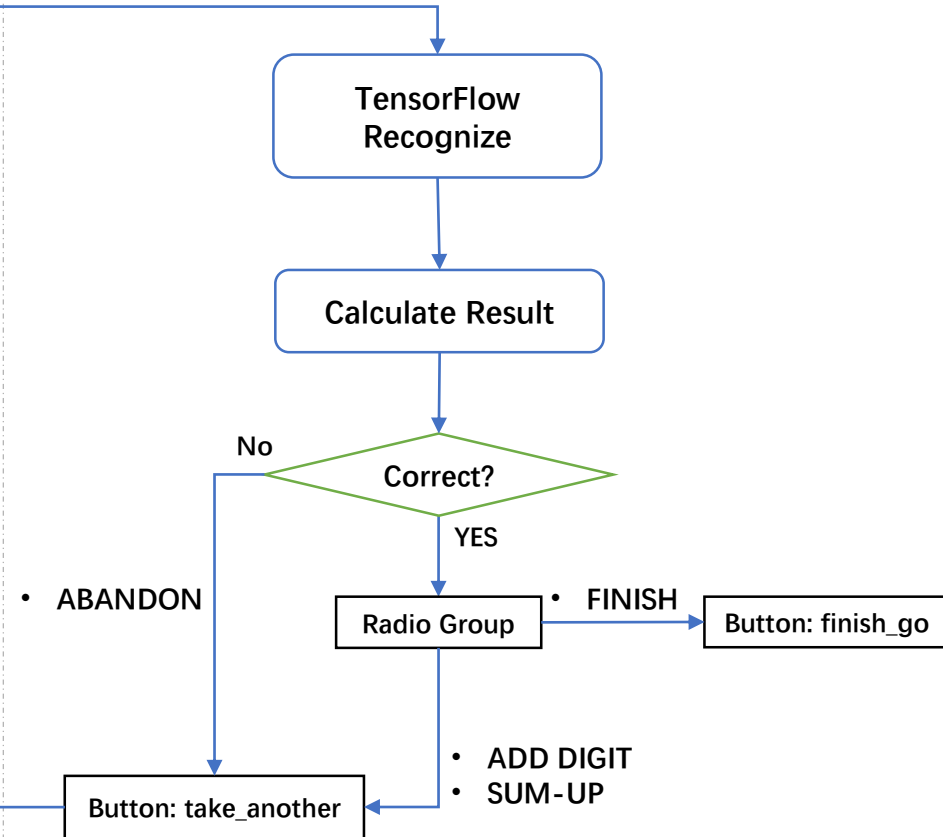 TensorFlow
Recognize
Calculate Result
No
Correct?
YES
• ABANDON
• FINISH
Radio Group
Button: finish_go
• ADD DIGIT
• SUM-UP
Button: take_another